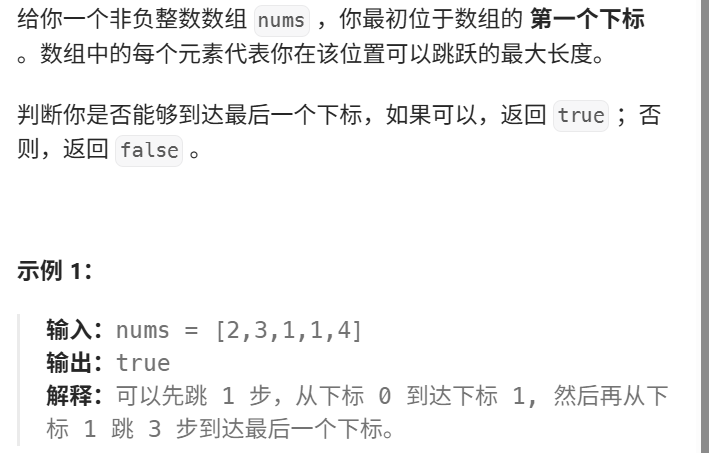 给你一个非负整数数组 nums ，你最初位于数组的 第一个下标
。数组中的每个元素代表你在该位置可以跳跃的最大长度。
判断你是否能够到达最后一个下标，如果可以，返回 true ；否
则，返回 false 。
示例 1：
输入：nums = [2,3,1,1,4]
输出：true
解释：可以先跳 1 步，从下标 0 到达下标 1, 然后再从下
标 1 跳 3 步到达最后一个下标。